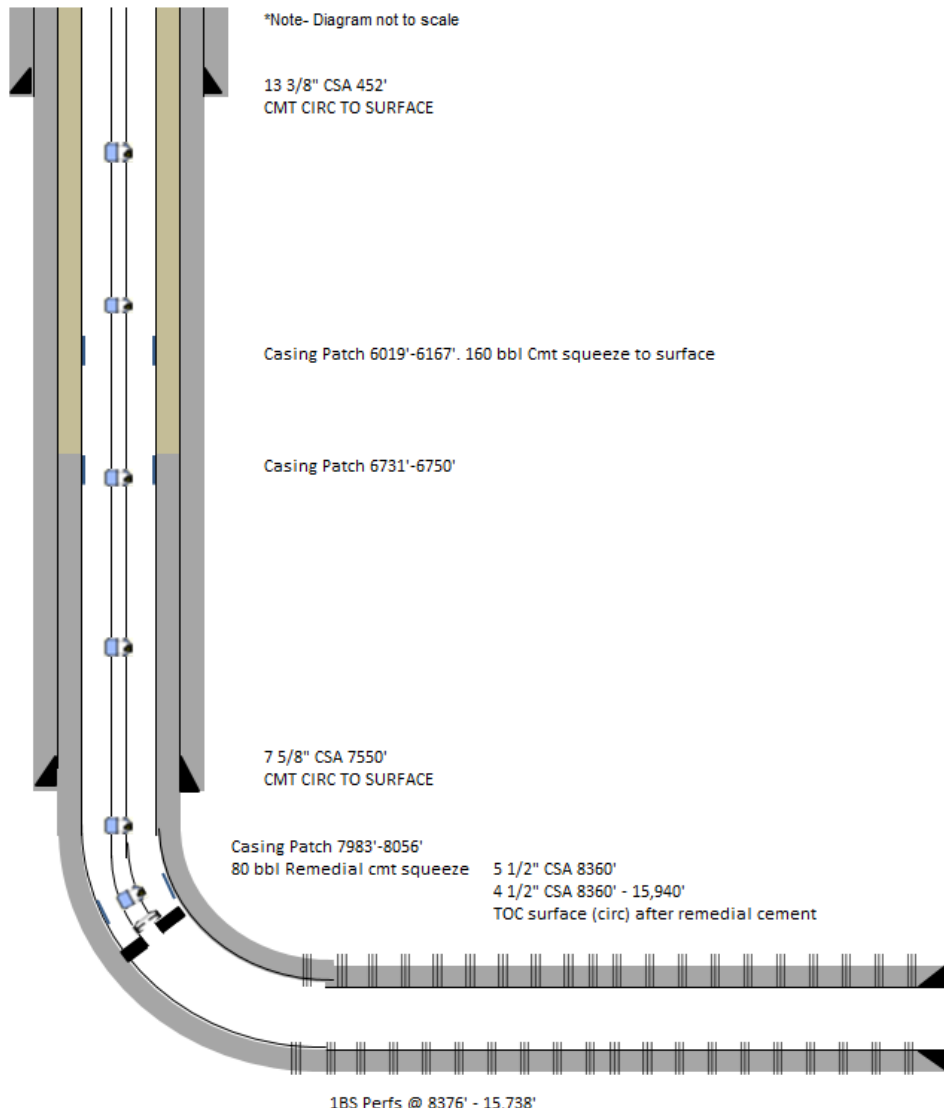 *Note- Diagram not to scale
13 3/8" CSA 452'
CMT CIRC TO SURFACE
Casing Patch 6019'-6167'. 160 bbl Cmt squeeze to surface
Casing Patch 6731'-6750'
7 5/8" CSA 7550'
CMT CIRC TO SURFACE
Casing Patch 7983'-8056'
80 bbl Remedial cmt squeeze
5 1/2" CSA 8360'
4 1/2" CSA 8360' - 15,940'
TOC surface (circ) after remedial cement
1BS Perfs @ 8376' - 15,738'